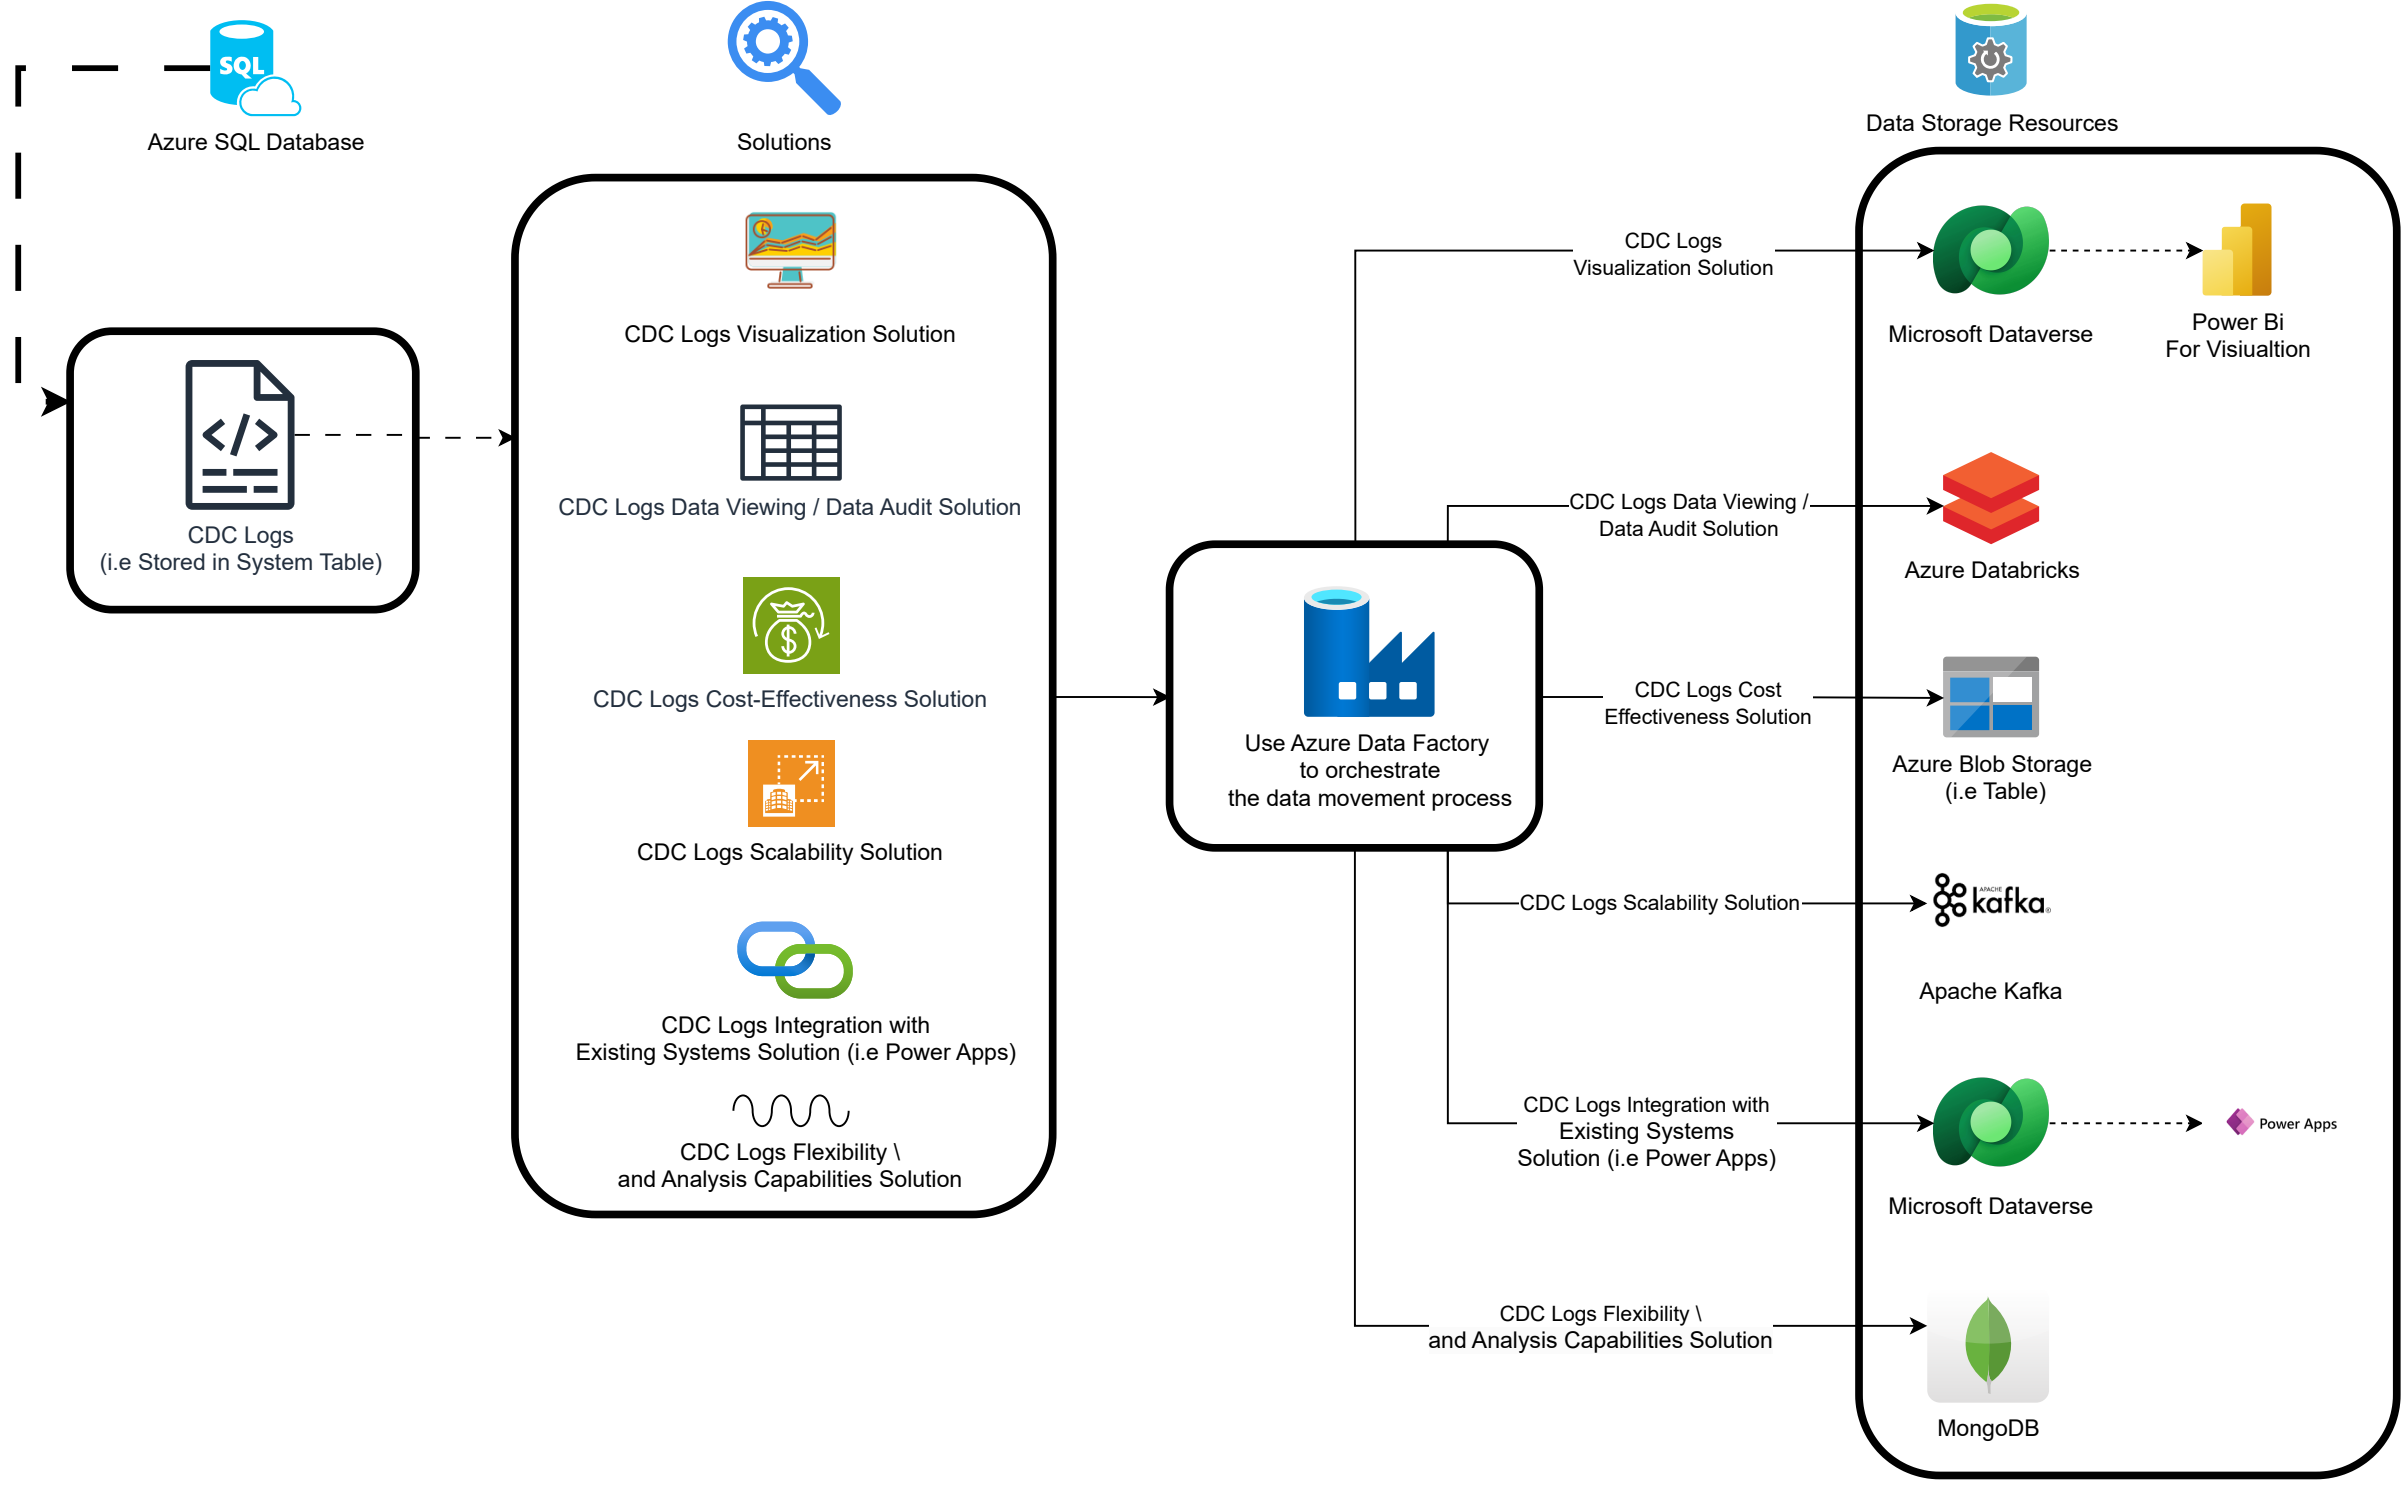 SQL
Azure SQL Database
Solutions
Data Storage Resources
CDC Logs
(i.e Stored in System Table)
CDC Logs Visualization Solution
CDC Logs Data Viewing / Data Audit Solution
$
CDC Logs Cost-Effectiveness Solution
CDC Logs Scalability Solution
CDC Logs Integration with
Existing Systems Solution (i.e Power Apps)
CDC Logs Flexibility \
and Analysis Capabilities Solution
Use Azure Data Factory
to orchestrate
the data movement process
CDC Logs
Visualization Solution
CDC Logs Data Viewing /
Data Audit Solution
CDC Logs Cost
Effectiveness Solution
CDC Logs Scalability Solution
CDC Logs Integration with
Existing Systems
Solution (i.e Power Apps)
CDC Logs Flexibility \
and Analysis Capabilities Solution
Microsoft Dataverse
Power Bi
For Visiualtion
Azure Databricks
Azure Blob Storage
(i.e Table)
APACHE
kafka®
Apache Kafka
Power Apps
Microsoft Dataverse
MongoDB